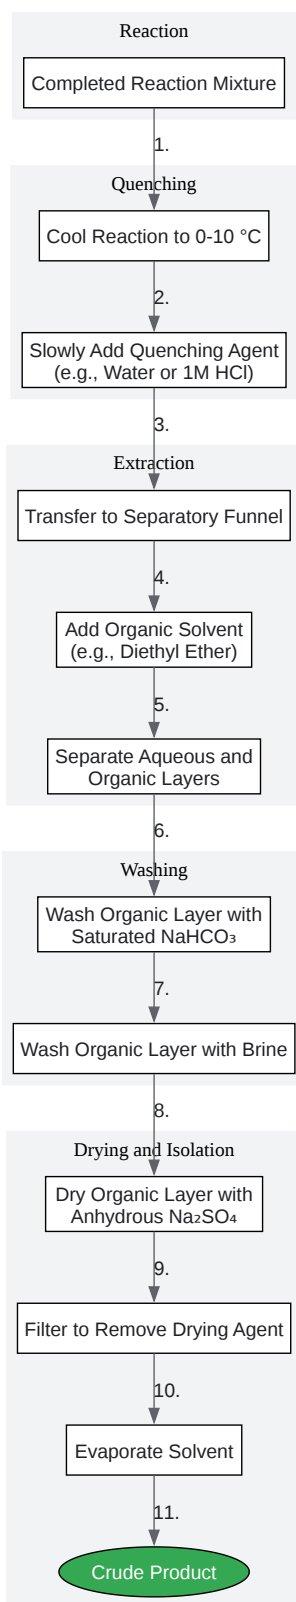 Reaction
Completed Reaction Mixture
1.
Quenching
Cool Reaction to 0-10 °C
2.
Slowly Add Quenching Agent
(e.g., Water or 1M HCl)
3.
Extraction
Transfer to Separatory Funnel
4.
Add Organic Solvent
(e.g., Diethyl Ether)
5.
Separate Aqueous and
Organic Layers
6.
Washing
Wash Organic Layer with
Saturated NaHCO₃
7.
Wash Organic Layer with Brine
8.
Drying and Isolation
Dry Organic Layer with
Anhydrous Na₂SO₄
9.
Filter to Remove Drying Agent
10.
Evaporate Solvent
11.
Crude Product